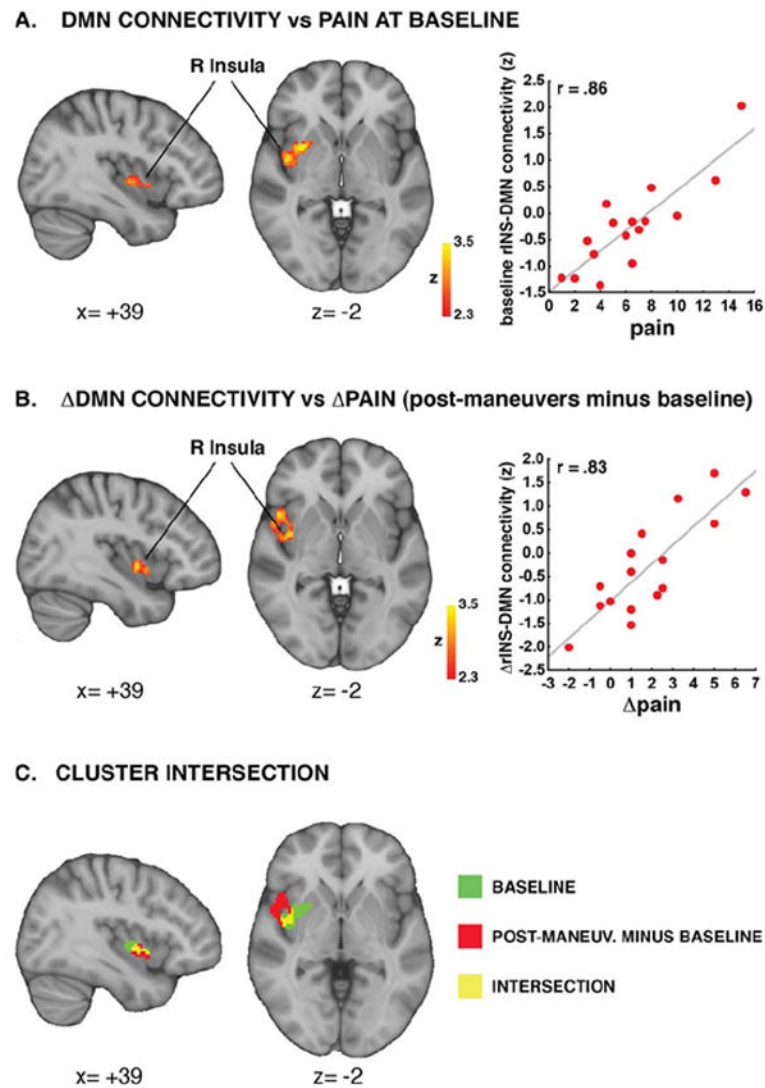 A. DMN CONNECTIVITY vs PAIN AT BASELINE
R Insula
x= +39
z= -2
3.5
z
2.3
r = .86
baseline rINS-DMN connectivity (z)
2.5
2.0
1.5
1.0
0.5
0.0
-0.5
-1.0
-1.5
0 2 4 6 8 10 12 14 16
pain
B. ΔDMN CONNECTIVITY vs ΔPAIN (post-maneuvers minus baseline)
R Insula
x= +39
z= -2
3.5
z
2.3
r = .83
ΔrINS-DMN connectivity (z)
2.0
1.5
1.0
0.5
0.0
-0.5
-1.0
-1.5
-2.0
-2.5
-3 -2 -1 0 1 2 3 4 5 6 7
Δpain
C. CLUSTER INTERSECTION
BASELINE
POST-MANEUV. MINUS BASELINE
INTERSECTION
x= +39
z= -2